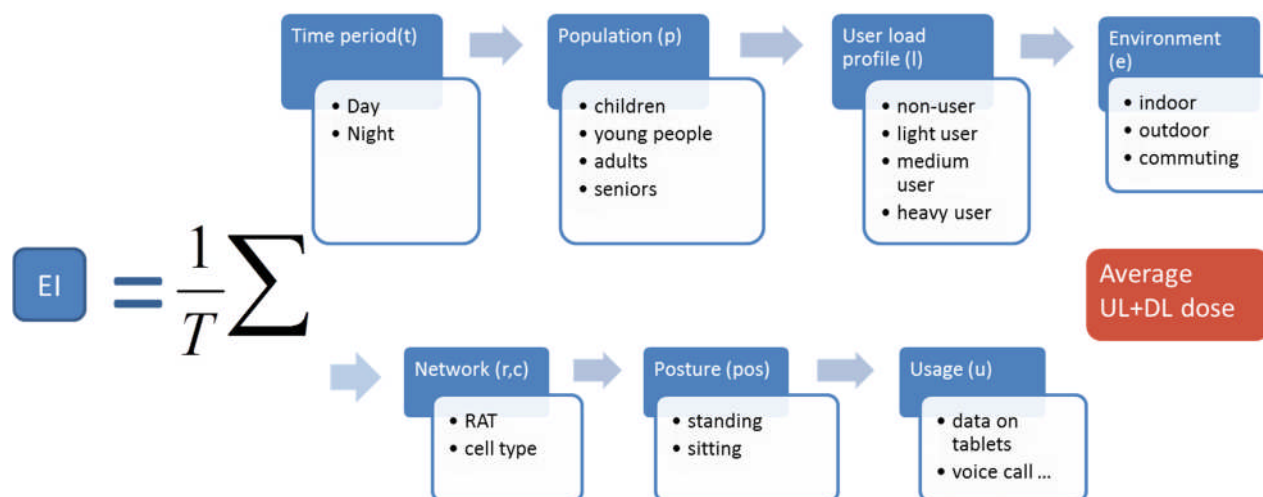 Time period(t)
• Day
• Night
Population (p)
• children
• young people
• adults
• seniors
User load
profile (l)
• non-user
• light user
• medium
user
• heavy user
Environment
(e)
• indoor
• outdoor
• commuting
EI
=
1
T
∑
Average
UL+DL dose
Network (r,c)
• RAT
• cell type
Posture (pos)
• standing
• sitting
Usage (u)
• data on
tablets
• voice call ...